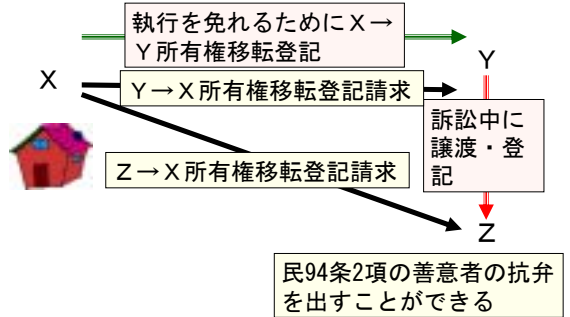 執行を免れるためにX→
Y所有権移転登記
Y
X
Y→X所有権移転登記請求
訴訟中に
譲渡・登
記
Z→X所有権移転登記請求
Z
民94条2項の善意者の抗弁
を出すことができる